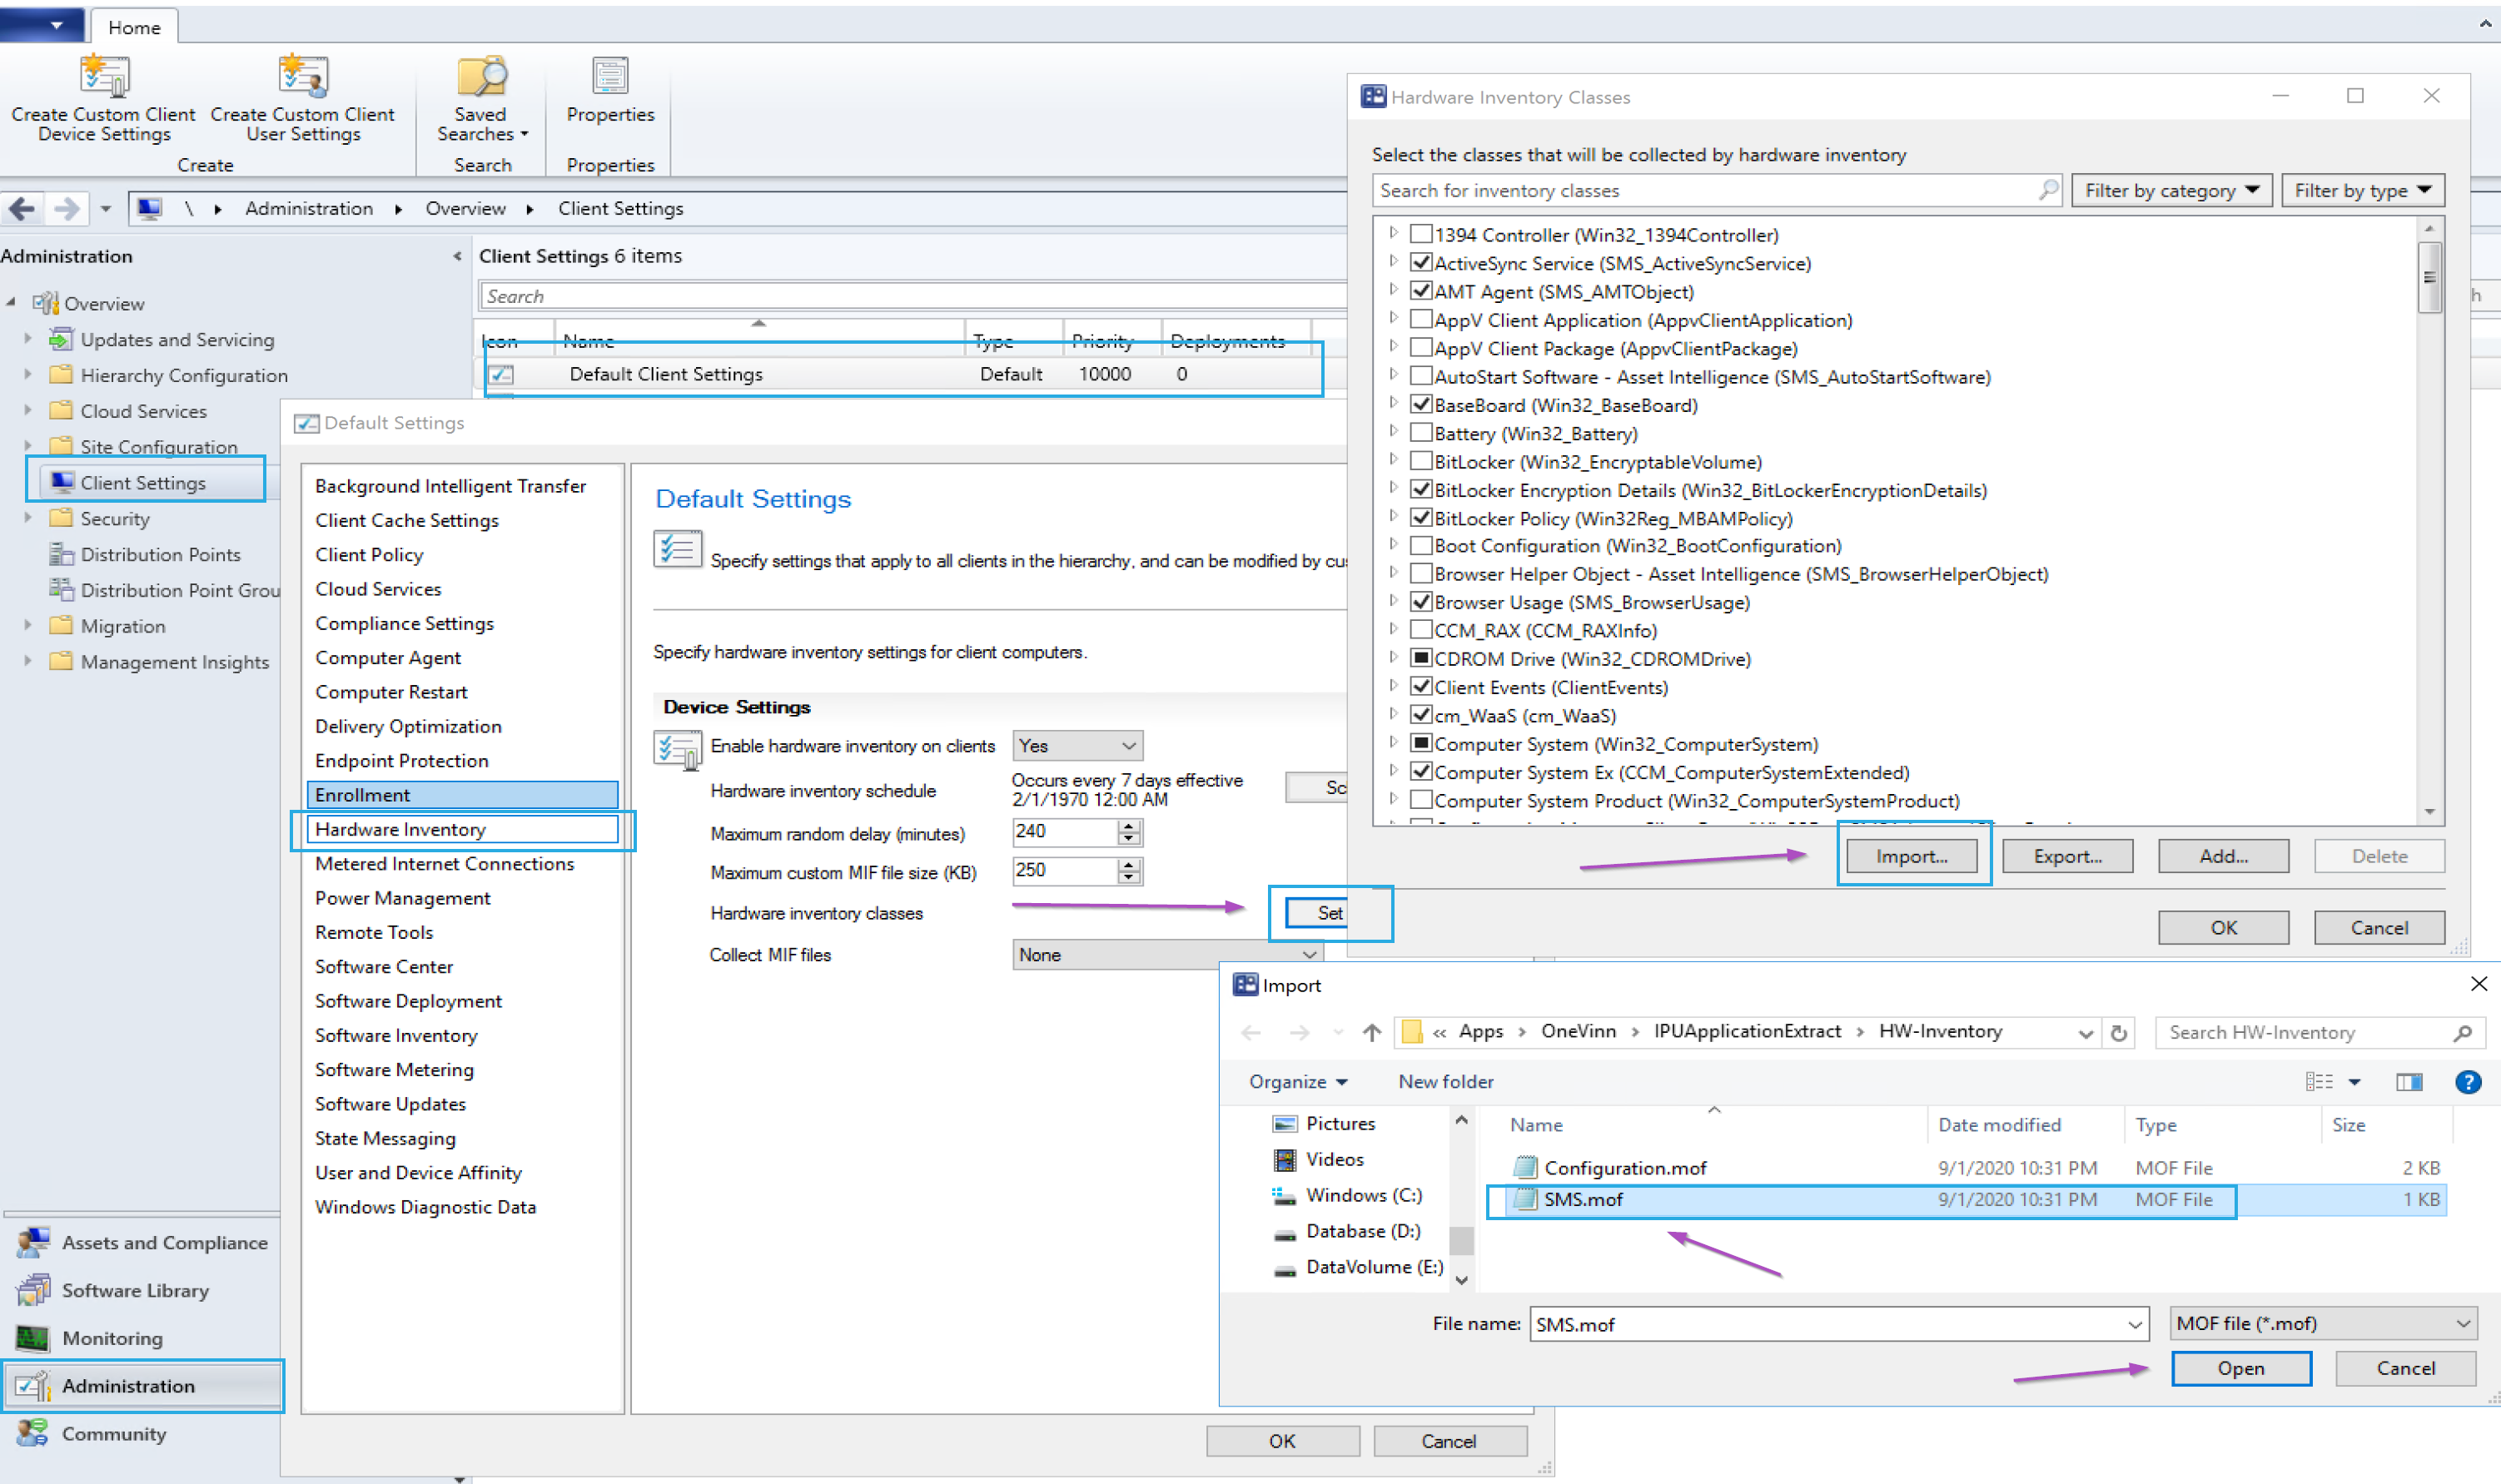 Home
Create Custom Client
Device Settings
Create Custom Client
User Settings
Saved
Searches
Properties
Create
Search
Properties
\ Administration Overview Client Settings
Administration
Overview
Updates and Servicing
Hierarchy Configuration
Cloud Services
Site Configuration
Client Settings
Security
Distribution Points
Distribution Point Grou
Migration
Management Insights
Assets and Compliance
Software Library
Monitoring
Administration
Community
Client Settings 6 items
Search
Icon Name Type Priority Deployments
Default Client Settings Default 10000 0
Default Settings
Background Intelligent Transfer
Client Cache Settings
Client Policy
Cloud Services
Compliance Settings
Computer Agent
Computer Restart
Delivery Optimization
Endpoint Protection
Enrollment
Hardware Inventory
Metered Internet Connections
Power Management
Remote Tools
Software Center
Software Deployment
Software Inventory
Software Metering
Software Updates
State Messaging
User and Device Affinity
Windows Diagnostic Data
Default Settings
Specify settings that apply to all clients in the hierarchy, and can be modified by cu
Specify hardware inventory settings for client computers.
Device Settings
Enable hardware inventory on clients Yes
Hardware inventory schedule
Occurs every 7 days effective
2/1/1970 12:00 AM
Sc
Maximum random delay (minutes) 240
Maximum custom MIF file size (KB) 250
Hardware inventory classes Set
Collect MIF files None
OK Cancel
Hardware Inventory Classes
Select the classes that will be collected by hardware inventory
Search for inventory classes Filter by category Filter by type
1394 Controller (Win32_1394Controller)
ActiveSync Service (SMS_ActiveSyncService)
AMT Agent (SMS_AMTObject)
AppV Client Application (AppvClientApplication)
AppV Client Package (AppvClientPackage)
AutoStart Software - Asset Intelligence (SMS_AutoStartSoftware)
BaseBoard (Win32_BaseBoard)
Battery (Win32_Battery)
BitLocker (Win32_EncryptableVolume)
BitLocker Encryption Details (Win32_BitLockerEncryptionDetails)
BitLocker Policy (Win32Reg_MBAMPolicy)
Boot Configuration (Win32_BootConfiguration)
Browser Helper Object - Asset Intelligence (SMS_BrowserHelperObject)
Browser Usage (SMS_BrowserUsage)
CCM_RAX (CCM_RAXInfo)
CDROM Drive (Win32_CDROMDrive)
Client Events (ClientEvents)
cm_WaaS (cm_WaaS)
Computer System (Win32_ComputerSystem)
Computer System Ex (CCM_ComputerSystemExtended)
Computer System Product (Win32_ComputerSystemProduct)
Import... Export... Add... Delete
OK Cancel
h
Import
« Apps > OneVinn > IPUApplicationExtract > HW-Inventory
Search HW-Inventory
Organize New folder
Pictures
Videos
Windows (C:)
Database (D:)
DataVolume (E:)
Name Date modified Type Size
Configuration.mof 9/1/2020 10:31 PM MOF File 2 KB
SMS.mof 9/1/2020 10:31 PM MOF File 1 KB
File name: SMS.mof MOF file (*.mof)
Open Cancel